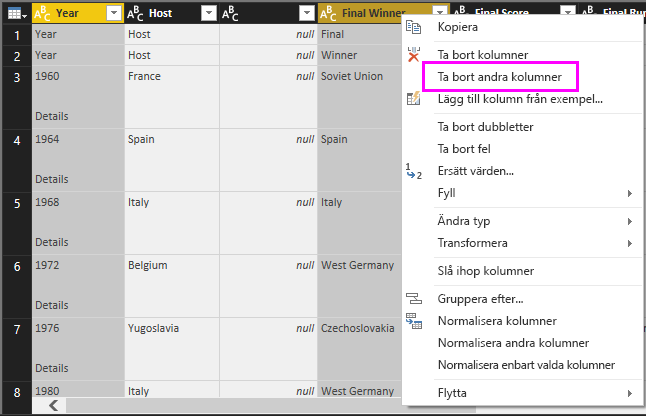 Year Host Final Winner Final Score
1 Year Host null Final
2 Year Host null Winner
3 1960 France null Soviet Union
Details
4 1964 Spain null Spain
Details
5 1968 Italy null Italy
Details
6 1972 Belgium null West Germany
Details
7 1976 Yugoslavia null Czechoslovakia
Details
8 1980 Italy null West Germany
Kopiera
Ta bort kolumner
Ta bort andra kolumner
Lägg till kolumn från exempel...
Ta bort dubbletter
Ta bort fel
Ersätt värden...
Fyll
Ändra typ
Transformera
Slå ihop kolumner
Gruppera efter...
Normalisera kolumner
Normalisera andra kolumner
Normalisera enbart valda kolumner
Flytta